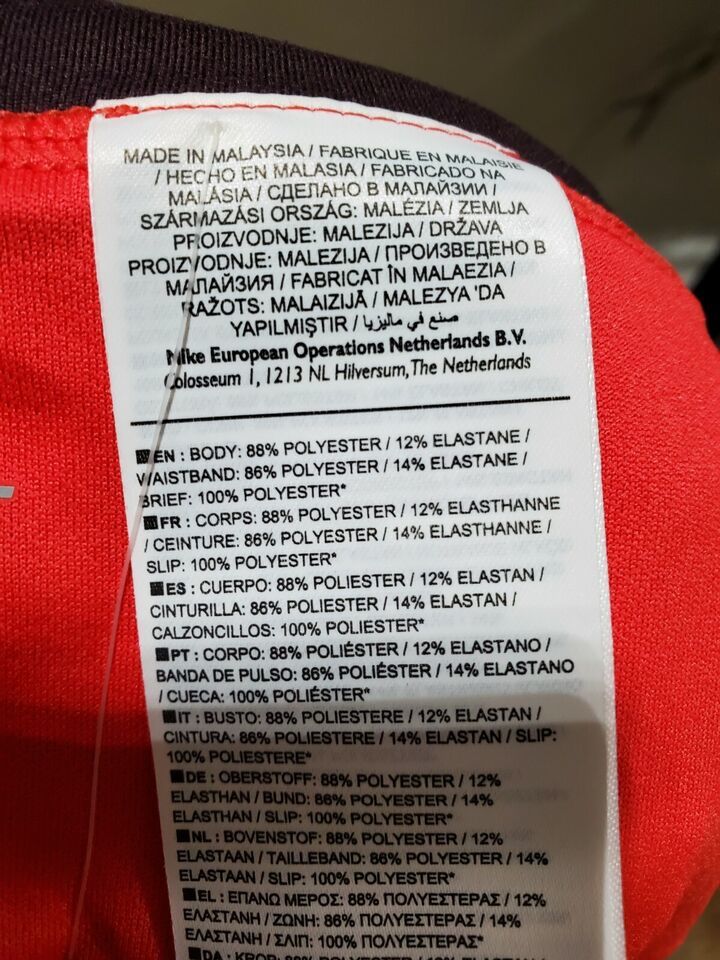 MADE IN MALAYSIA / FABRIQUE EN MALAISIE
/ HECHO EN MALASIA / FABRICADO NA
MALÁSIA / СДЕЛАНО В МАЛАЙЗИИ /
SZÁRMAZÁSI ORSZÁG: MALÉZIA / ZEMLJA
PROIZVODNJE: MALEZIJA / DRŽAVA
PROIZVODNJE: MALEZIJA / ПРОИЗВЕДЕНО В
МАЛАЙЗИЯ / FABRICAT ÎN MALAEZIA /
RAŽOTS: MALAIZIJĀ / MALEZYA 'DA
YAPILMIŞTIR / صنع في ماليزيا
Nike European Operations Netherlands B.V.
Colosseum 1, 1213 NL Hilversum, The Netherlands
EN : BODY: 88% POLYESTER / 12% ELASTANE /
WAISTBAND: 86% POLYESTER / 14% ELASTANE /
BRIEF: 100% POLYESTER*
FR : CORPS: 88% POLYESTER / 12% ELASTHANNE
/ CEINTURE: 86% POLYESTER / 14% ELASTHANNE /
SLIP: 100% POLYESTER*
ES : CUERPO: 88% POLIESTER / 12% ELASTAN /
CINTURILLA: 86% POLIESTER / 14% ELASTAN /
CALZONCILLOS: 100% POLIESTER*
PT : CORPO: 88% POLIÉSTER / 12% ELASTANO /
BANDA DE PULSO: 86% POLIÉSTER / 14% ELASTANO
/ CUECA: 100% POLIÉSTER*
IT : BUSTO: 88% POLIESTERE / 12% ELASTAN /
CINTURA: 86% POLIESTERE / 14% ELASTAN / SLIP:
100% POLIESTERE*
DE : OBERSTOFF: 88% POLYESTER / 12%
ELASTHAN / BUND: 86% POLYESTER / 14%
ELASTHAN / SLIP: 100% POLYESTER*
NL : BOVENSTOF: 88% POLYESTER / 12%
ELASTAAN / TAILLEBAND: 86% POLYESTER / 14%
ELASTAAN / SLIP: 100% POLYESTER*
EL : ΕΠΑΝΩ ΜΕΡΟΣ: 88% ΠΟΛΥΕΣΤΕΡΑΣ / 12%
ΕΛΑΣΤΑΝΗ / ΖΩΝΗ: 86% ΠΟΛΥΕΣΤΕΡΑΣ / 14%
ΕΛΑΣΤΑΝΗ / ΣΛΙΠ: 100% ΠΟΛΥΕΣΤΕΡΑΣ*
DA : KROP: 88% POLYESTER / 12% ELASTAN /